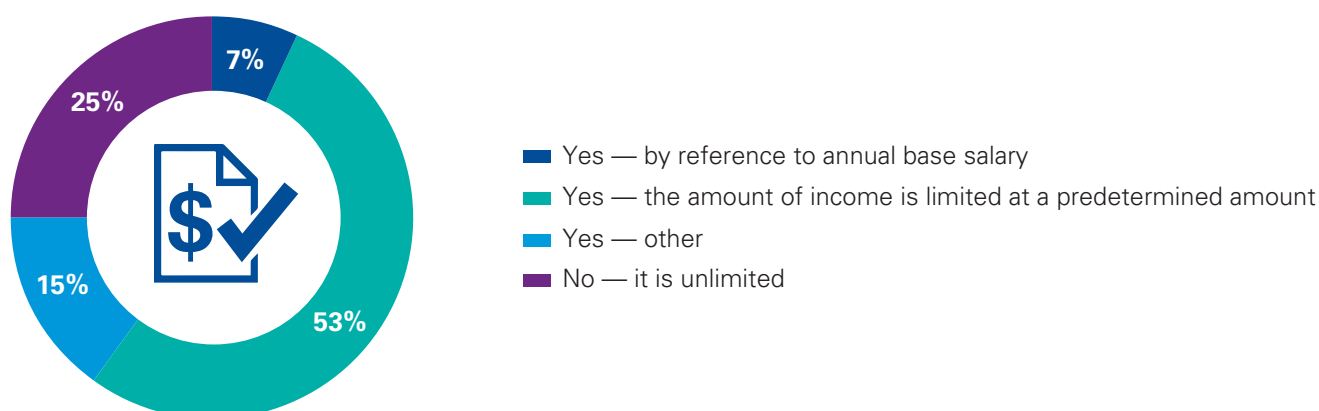 7%
25%
53%
15%
$
Yes — by reference to annual base salary
Yes — the amount of income is limited at a predetermined amount
Yes — other
No — it is unlimited